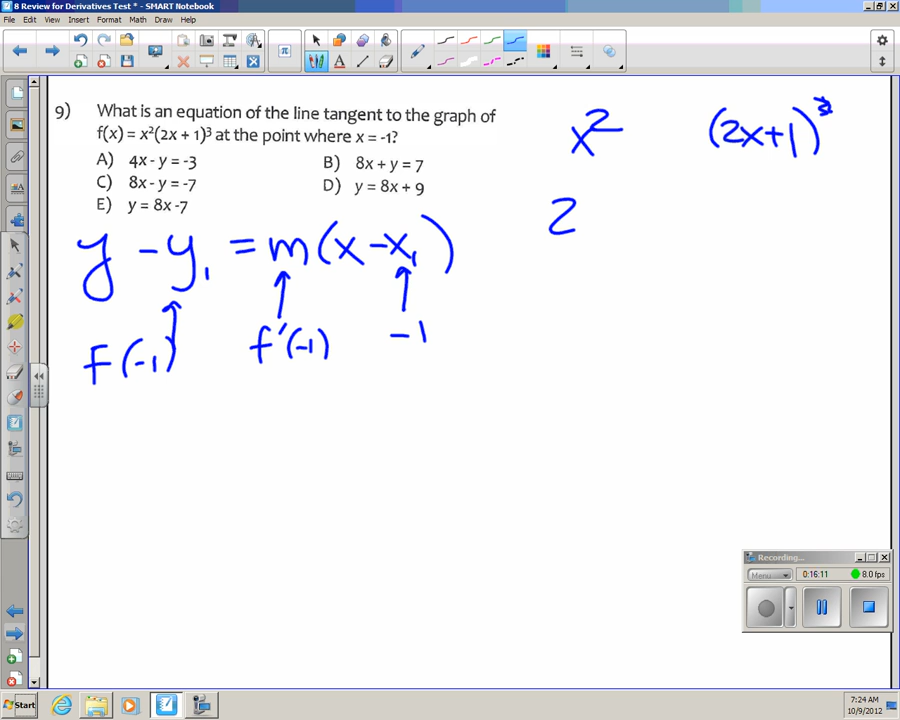 8 Review for Derivatives Test * - SMART Notebook
File Edit View Insert Format Math Draw Help
9) What is an equation of the line tangent to the graph of
f(x) = x²(2x + 1)³ at the point where x = -1?
A) 4x - y = -3 B) 8x + y = 7
C) 8x - y = -7 D) y = 8x + 9
E) y = 8x -7
x² (2x+1)³
2
y - y₁ = m(x - x₁)
F(-1) f'(-1) -1
Recording...
Menu 0:16:11 8.0 fps
Start 7:24 AM
10/9/2012